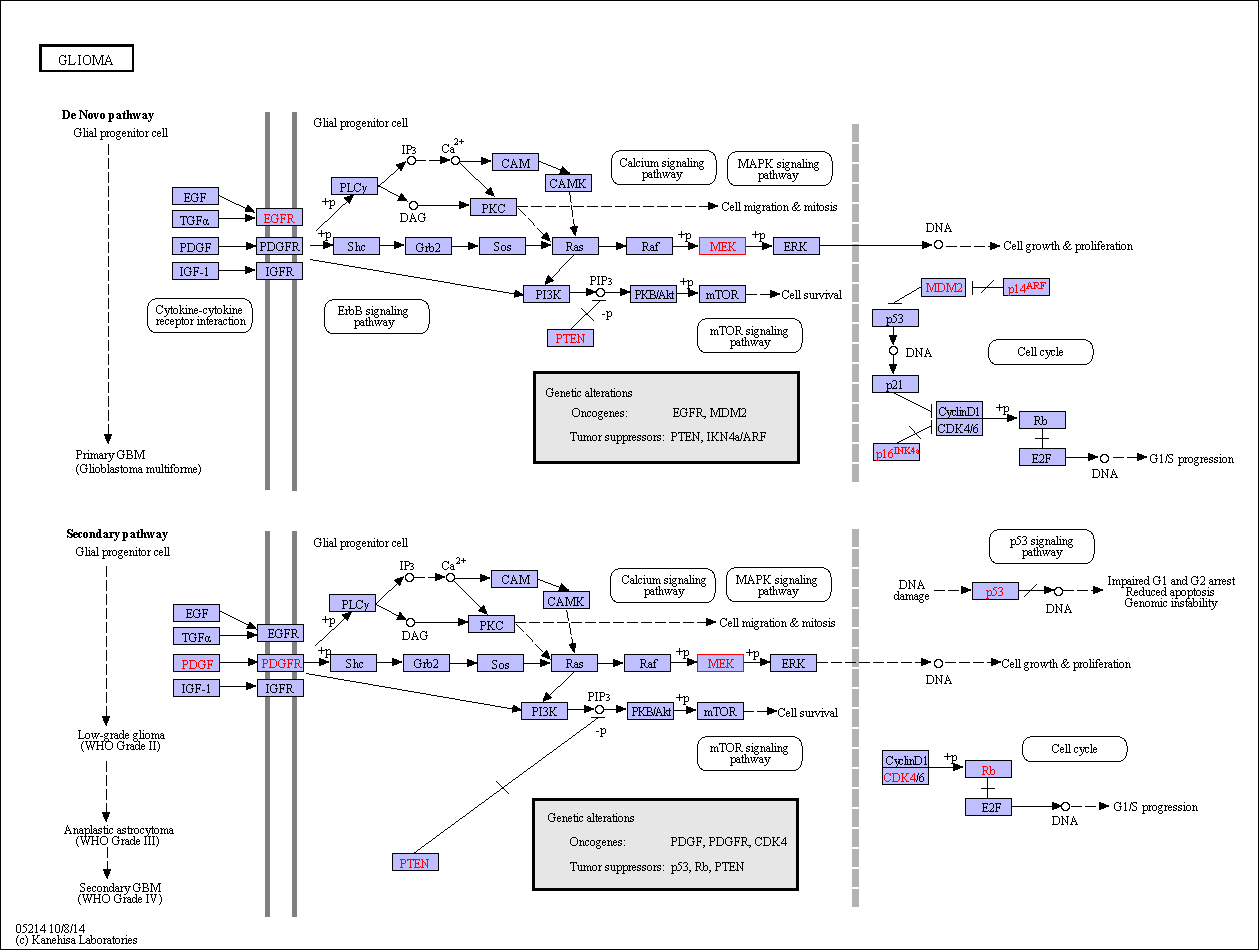 GLIOMA
De Novo pathway
Glial progenitor cell
Glial progenitor cell
IP3
Ca2+
CAM
Calcium signaling
pathway
MAPK signaling
pathway
PLCγ
CAMK
EGF
+p
DAG
PKC
Cell migration & mitosis
TGFα
EGFR
DNA
PDGF
PDGFR
+p
Shc
Grb2
Sos
Ras
Raf
+p
MEK
+p
ERK
Cell growth & proliferation
IGF-1
IGFR
PIP3
+p
MDM2
p14ARF
PI3K
PKB/Akt
mTOR
Cell survival
Cytokine-cytokine
receptor interaction
ErbB signaling
pathway
-p
p53
PTEN
mTOR signaling
pathway
DNA
Cell cycle
p21
Genetic alterations
Oncogenes: EGFR, MDM2
Tumor suppressors: PTEN, IKN4a/ARF
CyclinD1
CDK4/6
+p
Rb
p16INK4a
E2F
G1/S progression
DNA
Primary GBM
(Glioblastoma multiforme)
Secondary pathway
Glial progenitor cell
Glial progenitor cell
IP3
Ca2+
CAM
Calcium signaling
pathway
MAPK signaling
pathway
p53 signaling
pathway
PLCγ
CAMK
DNA
damage
p53
DNA
Impaired G1 and G2 arrest
Reduced apoptosis
Genomic instability
EGF
+p
DAG
PKC
Cell migration & mitosis
TGFα
EGFR
PDGF
PDGFR
+p
Shc
Grb2
Sos
Ras
Raf
+p
MEK
+p
ERK
DNA
Cell growth & proliferation
IGF-1
IGFR
PIP3
+p
PI3K
PKB/Akt
mTOR
Cell survival
-p
Low-grade glioma
(WHO Grade II)
mTOR signaling
pathway
Cell cycle
CyclinD1
CDK4/6
+p
Rb
E2F
DNA
G1/S progression
Genetic alterations
Oncogenes: PDGF, PDGFR, CDK4
Tumor suppressors: p53, Rb, PTEN
PTEN
Anaplastic astrocytoma
(WHO Grade III)
Secondary GBM
(WHO Grade IV)
05214 10/8/14
(c) Kanehisa Laboratories